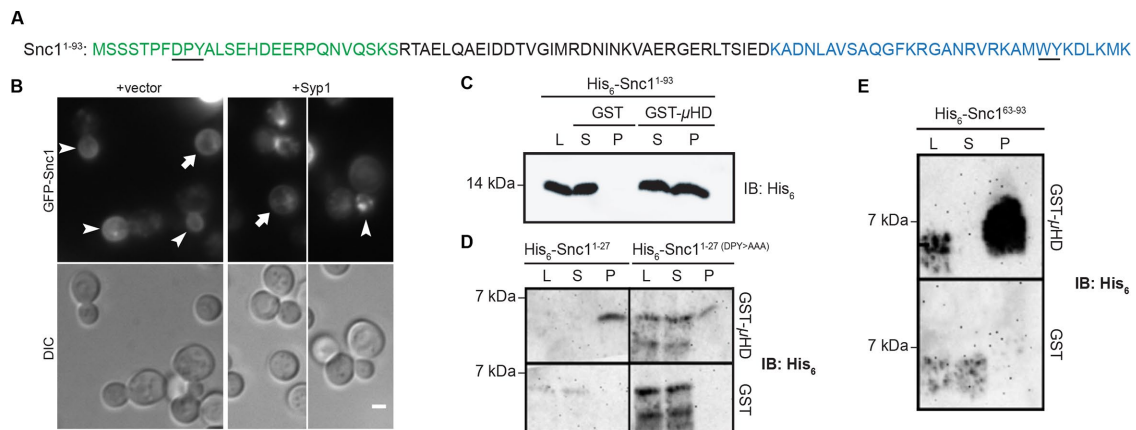 A
Snc1¹⁻⁹³: MSSSTPFDPYALSEHDEERPQNVQSKSRTAELQAEIDDTVGIMRDNINKVAERGERLTSIEDKADNLAVSAQGFKRGANRVRKAMWYKDLKMK
B
+vector +Syp1
GFP-Snc1
DIC
C
His₆-Snc1¹⁻⁹³
GST GST-μHD
L S P S P
14 kDa IB: His₆
D
His₆-Snc1¹⁻²⁷ His₆-Snc1¹⁻²⁷ ⁽ᴰᴾʸ>ᴬᴬᴬ⁾
L S P L S P
7 kDa GST-μHD
IB: His₆
7 kDa GST
E
His₆-Snc1⁶³⁻⁹³
L S P
7 kDa GST-μHD
IB: His₆
7 kDa GST